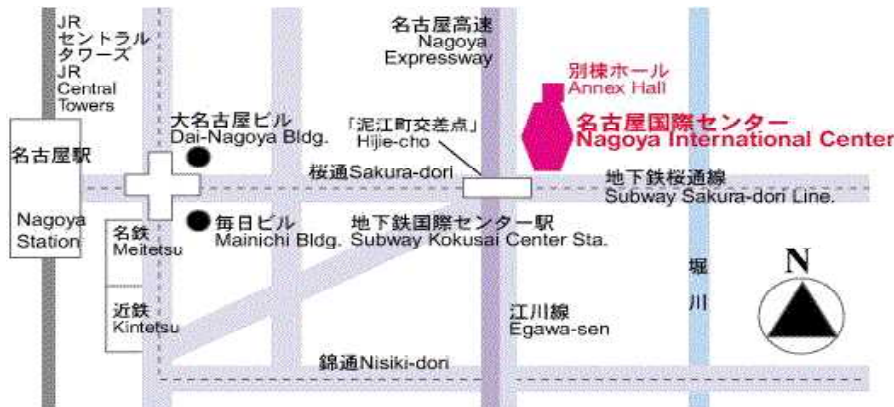 JR
セントラル
タワーズ
JR
Central
Towers
名古屋高速
Nagoya
Expressway
別棟ホール
Annex Hall
大名古屋ビル
Dai-Nagoya Bldg.
「泥江町交差点」
Hijie-cho
名古屋国際センター
Nagoya International Center
名古屋駅
桜通Sakura-dori
地下鉄桜通線
Subway Sakura-dori Line.
Nagoya
Station
名鉄
Meitetsu
毎日ビル
Mainichi Bldg.
地下鉄国際センター駅
Subway Kokusai Center Sta.
堀
川
N
近鉄
Kintetsu
江川線
Egawa-sen
錦通Nisiki-dori